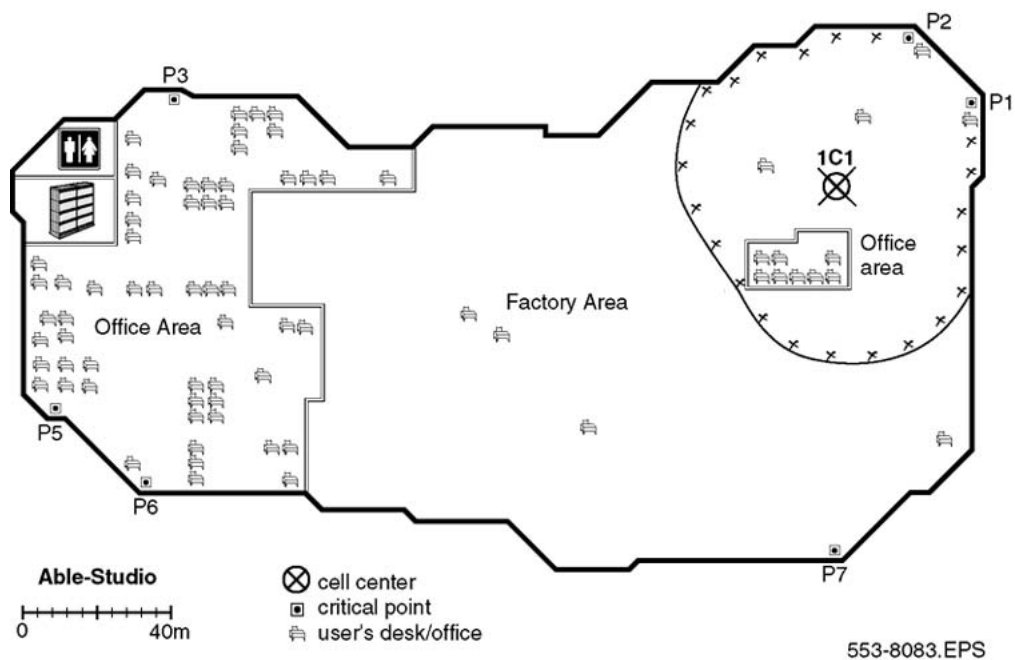 P2
P3
P1
1C1
Office
area
Factory Area
Office Area
P5
P6
P7
Able-Studio
0
40m
cell center
critical point
user's desk/office
553-8083.EPS